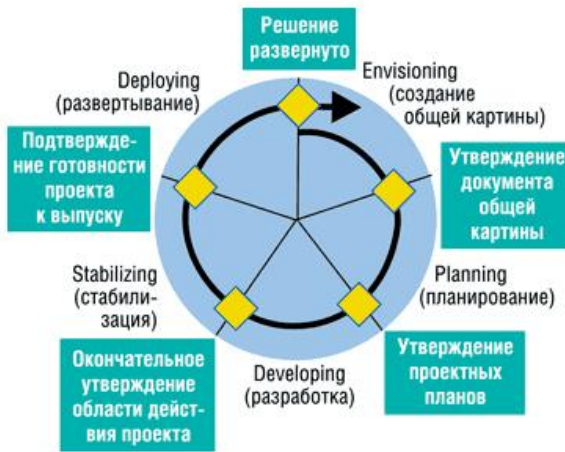 Решение
развернуто
Envisioning
(создание
общей картины)
Утверждение
документа
общей
картины
Planning
(планирование)
Утверждение
проектных
планов
Developing
(разработка)
Окончательное
утверждение
области дейст-
вия проекта
Stabilizing
(стабили-
зация)
Подтвержде-
ние готовности
проекта
к выпуску
Deploying
(развертывание)